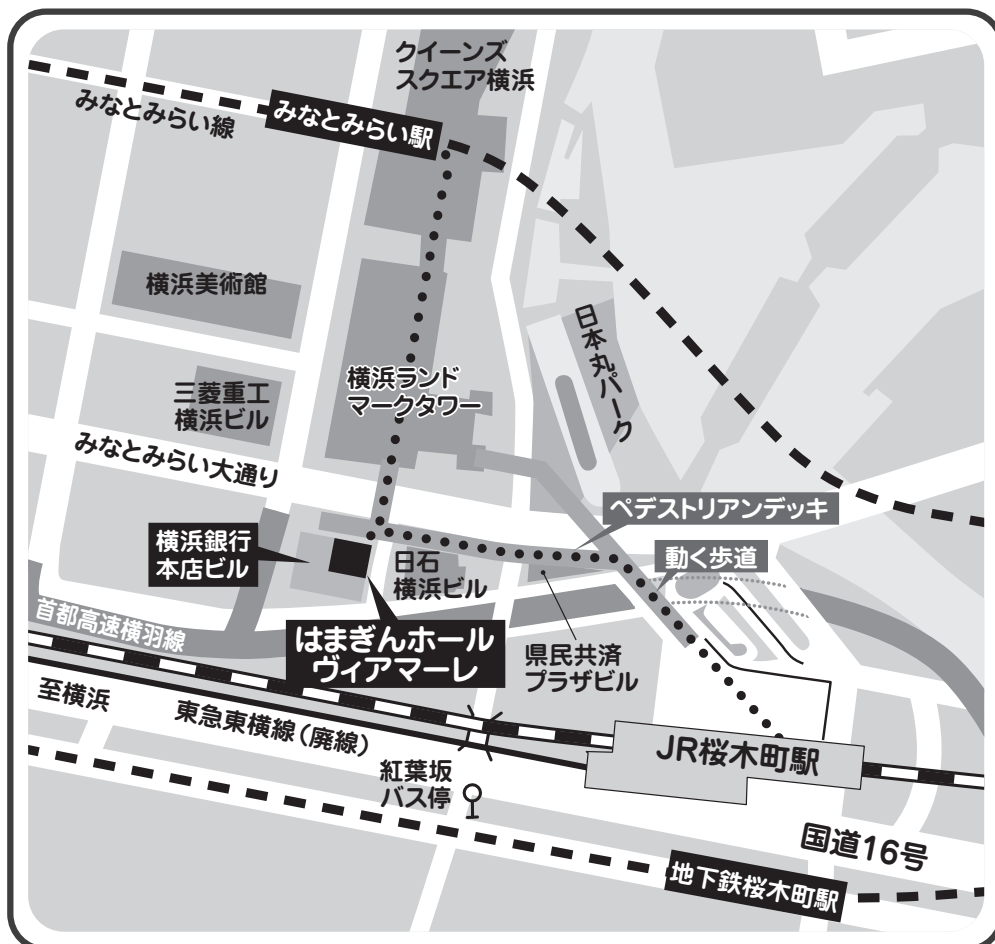 クイーンズ
スクエア横浜
みなとみらい線
みなとみらい駅
横浜美術館
日本丸パーク
横浜ランド
マークタワー
三菱重工
横浜ビル
みなとみらい大通り
ペデストリアンデッキ
横浜銀行
本店ビル
日石
横浜ビル
動く歩道
首都高速横羽線
はまぎんホール
ヴィアマーレ
県民共済
プラザビル
至横浜
東急東横線（廃線）
JR桜木町駅
紅葉坂
バス停
国道16号
地下鉄桜木町駅